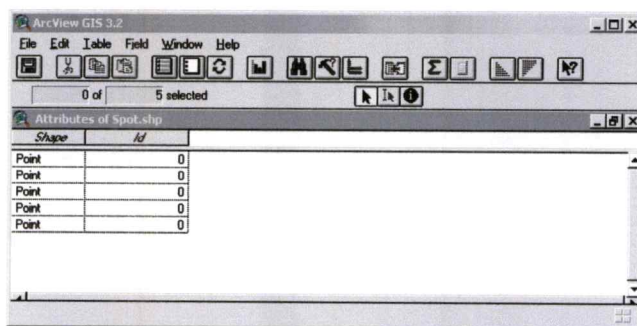 ArcView GIS 3.2
File Edit Table Field Window Help
0 of 5 selected
Attributes of Spot.shp
Shape Id
Point 0
Point 0
Point 0
Point 0
Point 0